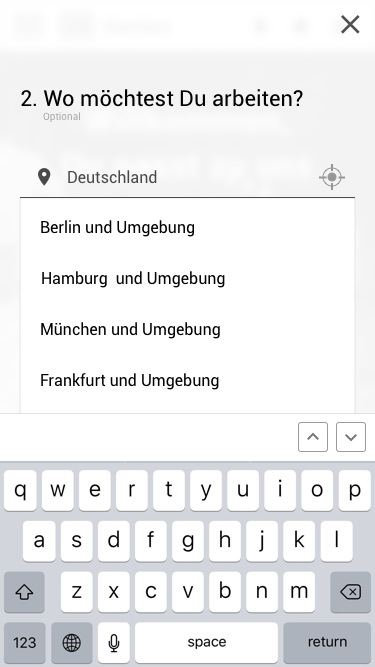 2. Wo möchtest Du arbeiten?
Optional
Deutschland
Berlin und Umgebung
Hamburg und Umgebung
München und Umgebung
Frankfurt und Umgebung
q w e r t y u i o p
a s d f g h j k l
z x c v b n m
123 space return